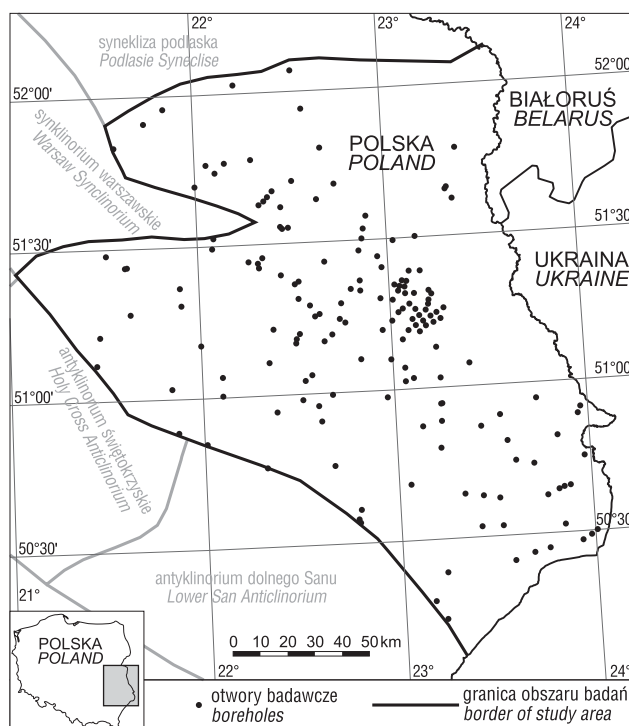 22°
23°
24°
synekliza podlaska
Podlasie Syneclise
52°00'
52°00'
BIAŁORUŚ
BELARUS
synklinorium warszawskie
Warsaw Synclinorium
POLSKA
POLAND
51°30'
51°30'
UKRAINA
UKRAINE
antyklinorium świętokrzyskie
Holy Cross Anticlinorium
51°00'
51°00'
50°30'
50°30'
antyklinorium dolnego Sanu
Lower San Anticlinorium
21°
POLSKA
POLAND
0 10 20 30 40 50 km
22°
23°
otwory badawcze
boreholes
granica obszaru badań
border of study area